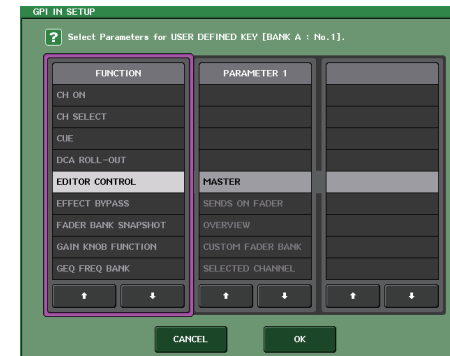 GPI IN SETUP
? Select Parameters for USER DEFINED KEY [BANK A : No.1].
FUNCTION
CH ON
CH SELECT
CUE
DCA ROLL-OUT
EDITOR CONTROL
EFFECT BYPASS
FADER BANK SNAPSHOT
GAIN KNOB FUNCTION
GEQ FREQ BANK
PARAMETER 1
MASTER
SENDS ON FADER
OVERVIEW
CUSTOM FADER BANK
SELECTED CHANNEL
CANCEL
OK